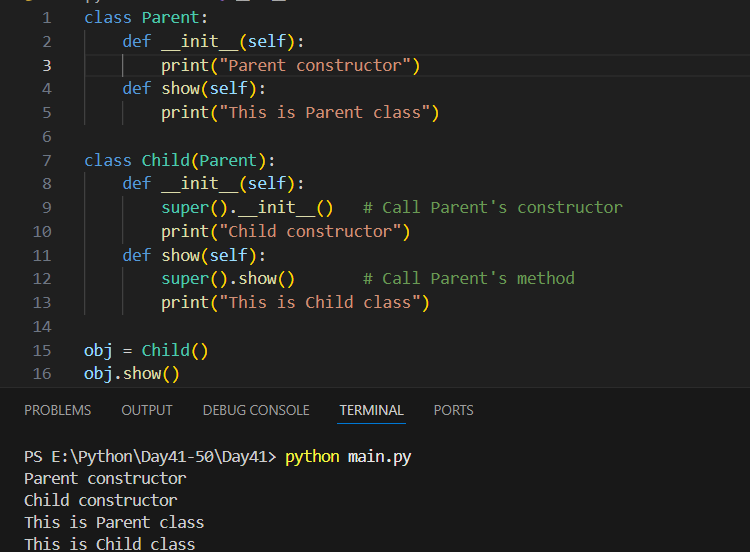 1 class Parent:
2 def __init__(self):
3 print("Parent constructor")
4 def show(self):
5 print("This is Parent class")
6
7 class Child(Parent):
8 def __init__(self):
9 super().__init__() # Call Parent's constructor
10 print("Child constructor")
11 def show(self):
12 super().show() # Call Parent's method
13 print("This is Child class")
14
15 obj = Child()
16 obj.show()
PROBLEMS OUTPUT DEBUG CONSOLE TERMINAL PORTS
PS E:\Python\Day41-50\Day41> python main.py
Parent constructor
Child constructor
This is Parent class
This is Child class